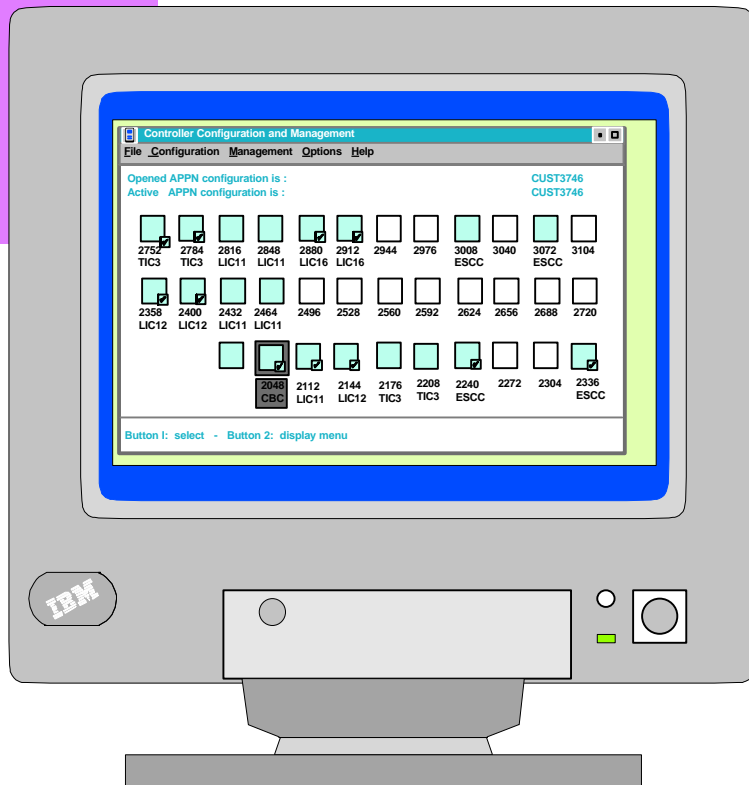 Controller Configuration and Management
File Configuration Management Options Help
Opened APPN configuration is : CUST3746
Active APPN configuration is : CUST3746
2752 2784 2816 2848 2880 2912 2944 2976 3008 3040 3072 3104
TIC3 TIC3 LIC11 LIC11 LIC16 LIC16 ESCC ESCC
2358 2400 2432 2464 2496 2528 2560 2592 2624 2656 2688 2720
LIC12 LIC12 LIC11 LIC11
2048 2112 2144 2176 2208 2240 2272 2304 2336
CBC LIC11 LIC12 TIC3 TIC3 ESCC ESCC
Button I: select - Button 2: display menu
IBM